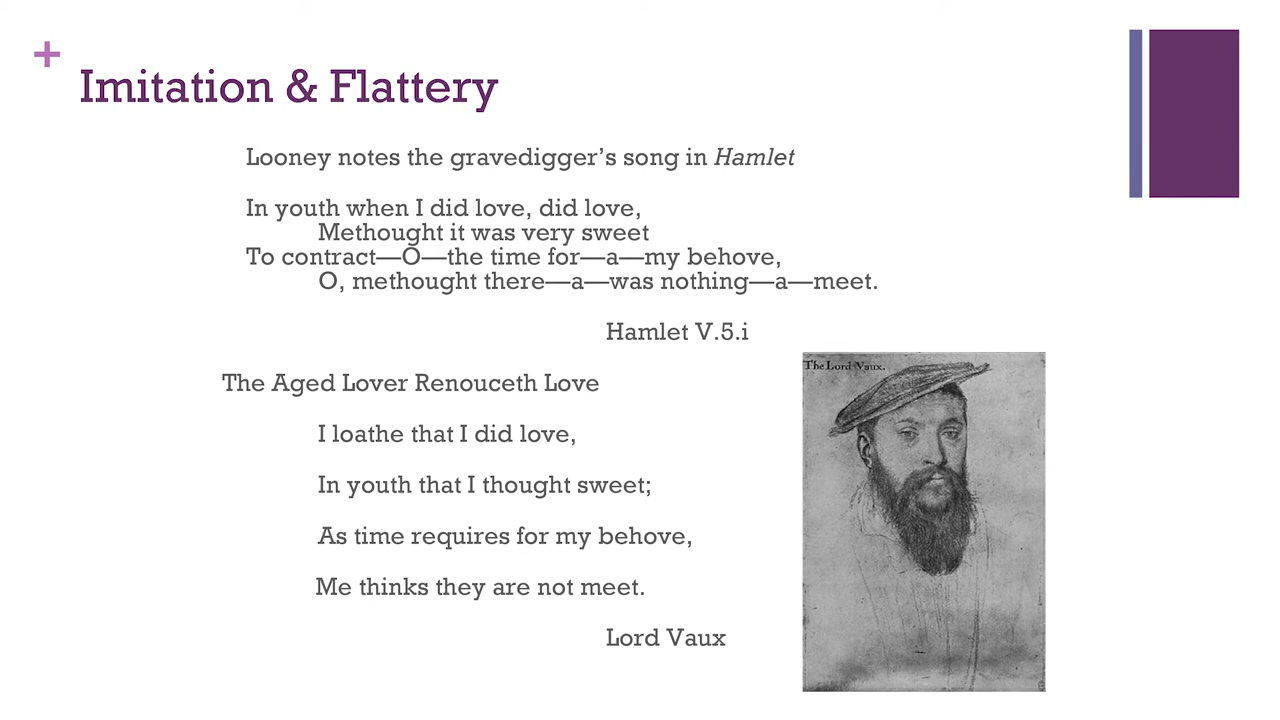 +
Imitation & Flattery
Looney notes the gravedigger's song in Hamlet
In youth when I did love, did love,
Methought it was very sweet
To contract—O—the time for—a—my behove,
O, methought there—a—was nothing—a—meet.
Hamlet V.5.i
The Lord Vaux.
The Aged Lover Renouceth Love
I loathe that I did love,
In youth that I thought sweet;
As time requires for my behove,
Me thinks they are not meet.
Lord Vaux